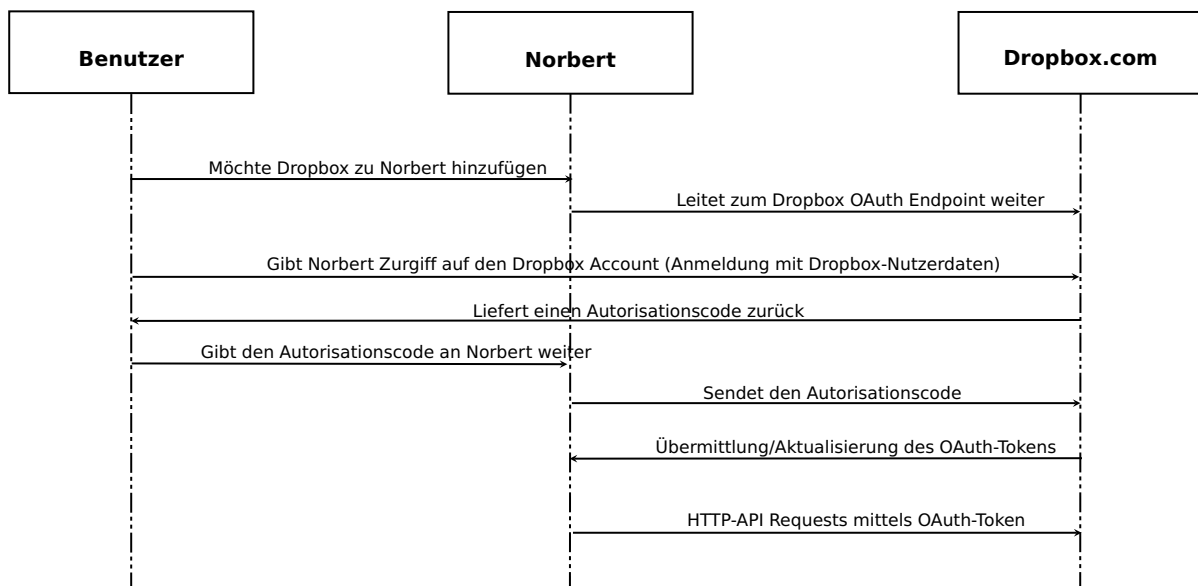 Benutzer
Norbert
Dropbox.com
Möchte Dropbox zu Norbert hinzufügen
Leitet zum Dropbox OAuth Endpoint weiter
Gibt Norbert Zurgiff auf den Dropbox Account (Anmeldung mit Dropbox-Nutzerdaten)
Liefert einen Autorisationscode zurück
Gibt den Autorisationscode an Norbert weiter
Sendet den Autorisationscode
Übermittlung/Aktualisierung des OAuth-Tokens
HTTP-API Requests mittels OAuth-Token